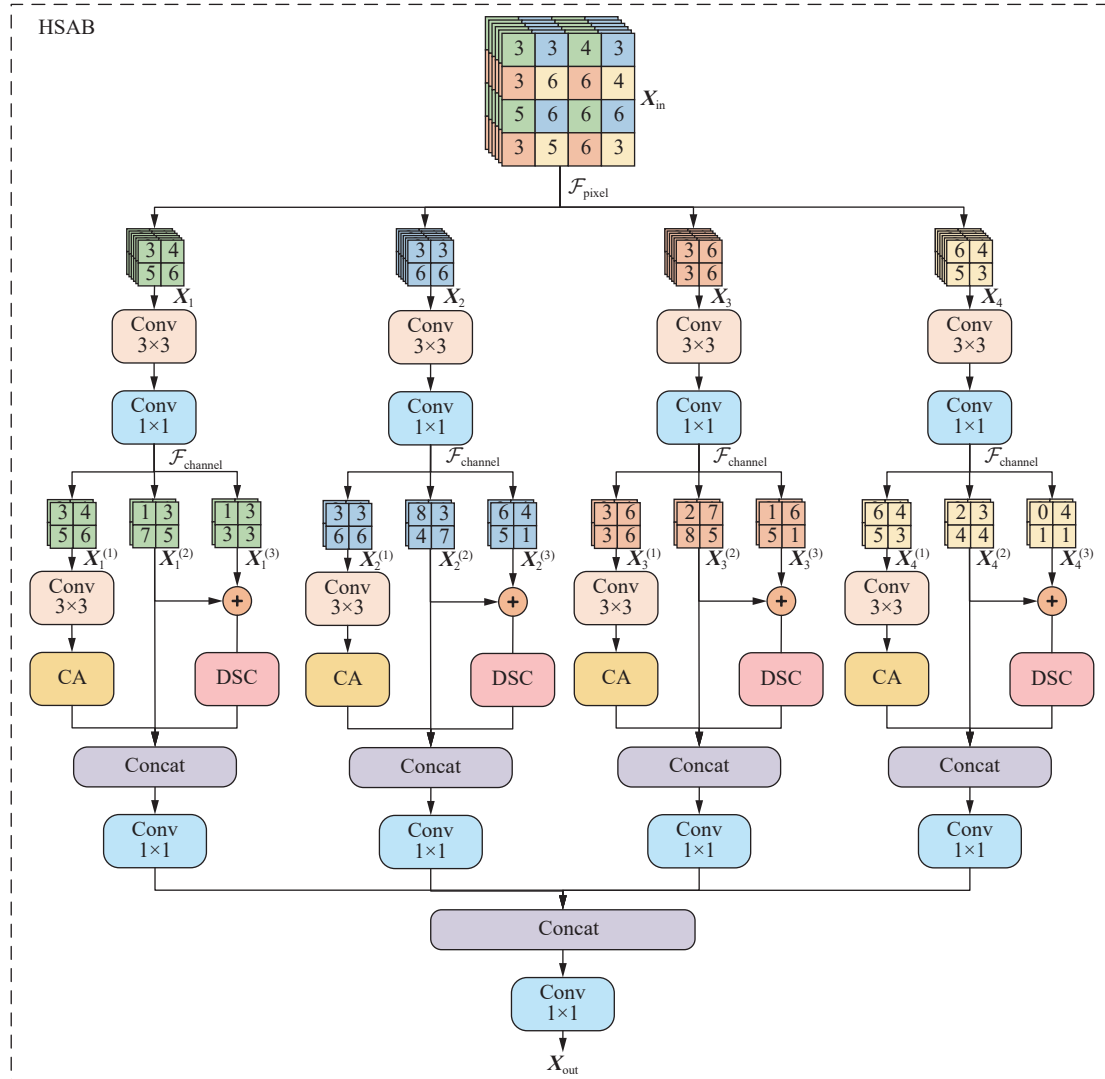 HSAB
3 3 4 3
3 6 6 4
5 6 6 6
3 5 6 3
X_in
F_pixel
3 4 3 3 3 6 6 4
5 6 6 6 3 6 5 3
X_1 X_2 X_3 X_4
Conv Conv Conv Conv
3×3 3×3 3×3 3×3
Conv Conv Conv Conv
1×1 1×1 1×1 1×1
F_channel F_channel F_channel F_channel
3 4 1 3 1 3 3 3 8 3 6 4 3 6 2 7 1 6 6 4 2 3 0 4
5 6 7 5 3 3 6 6 4 7 5 1 3 6 8 5 5 1 5 3 4 4 1 1
X_1^(1) X_1^(2) X_1^(3) X_2^(1) X_2^(2) X_2^(3) X_3^(1) X_3^(2) X_3^(3) X_4^(1) X_4^(2) X_4^(3)
Conv Conv Conv Conv
3×3 + 3×3 + 3×3 + 3×3 +
CA DSC CA DSC CA DSC CA DSC
Concat Concat Concat Concat
Conv Conv Conv Conv
1×1 1×1 1×1 1×1
Concat
Conv
1×1
X_out